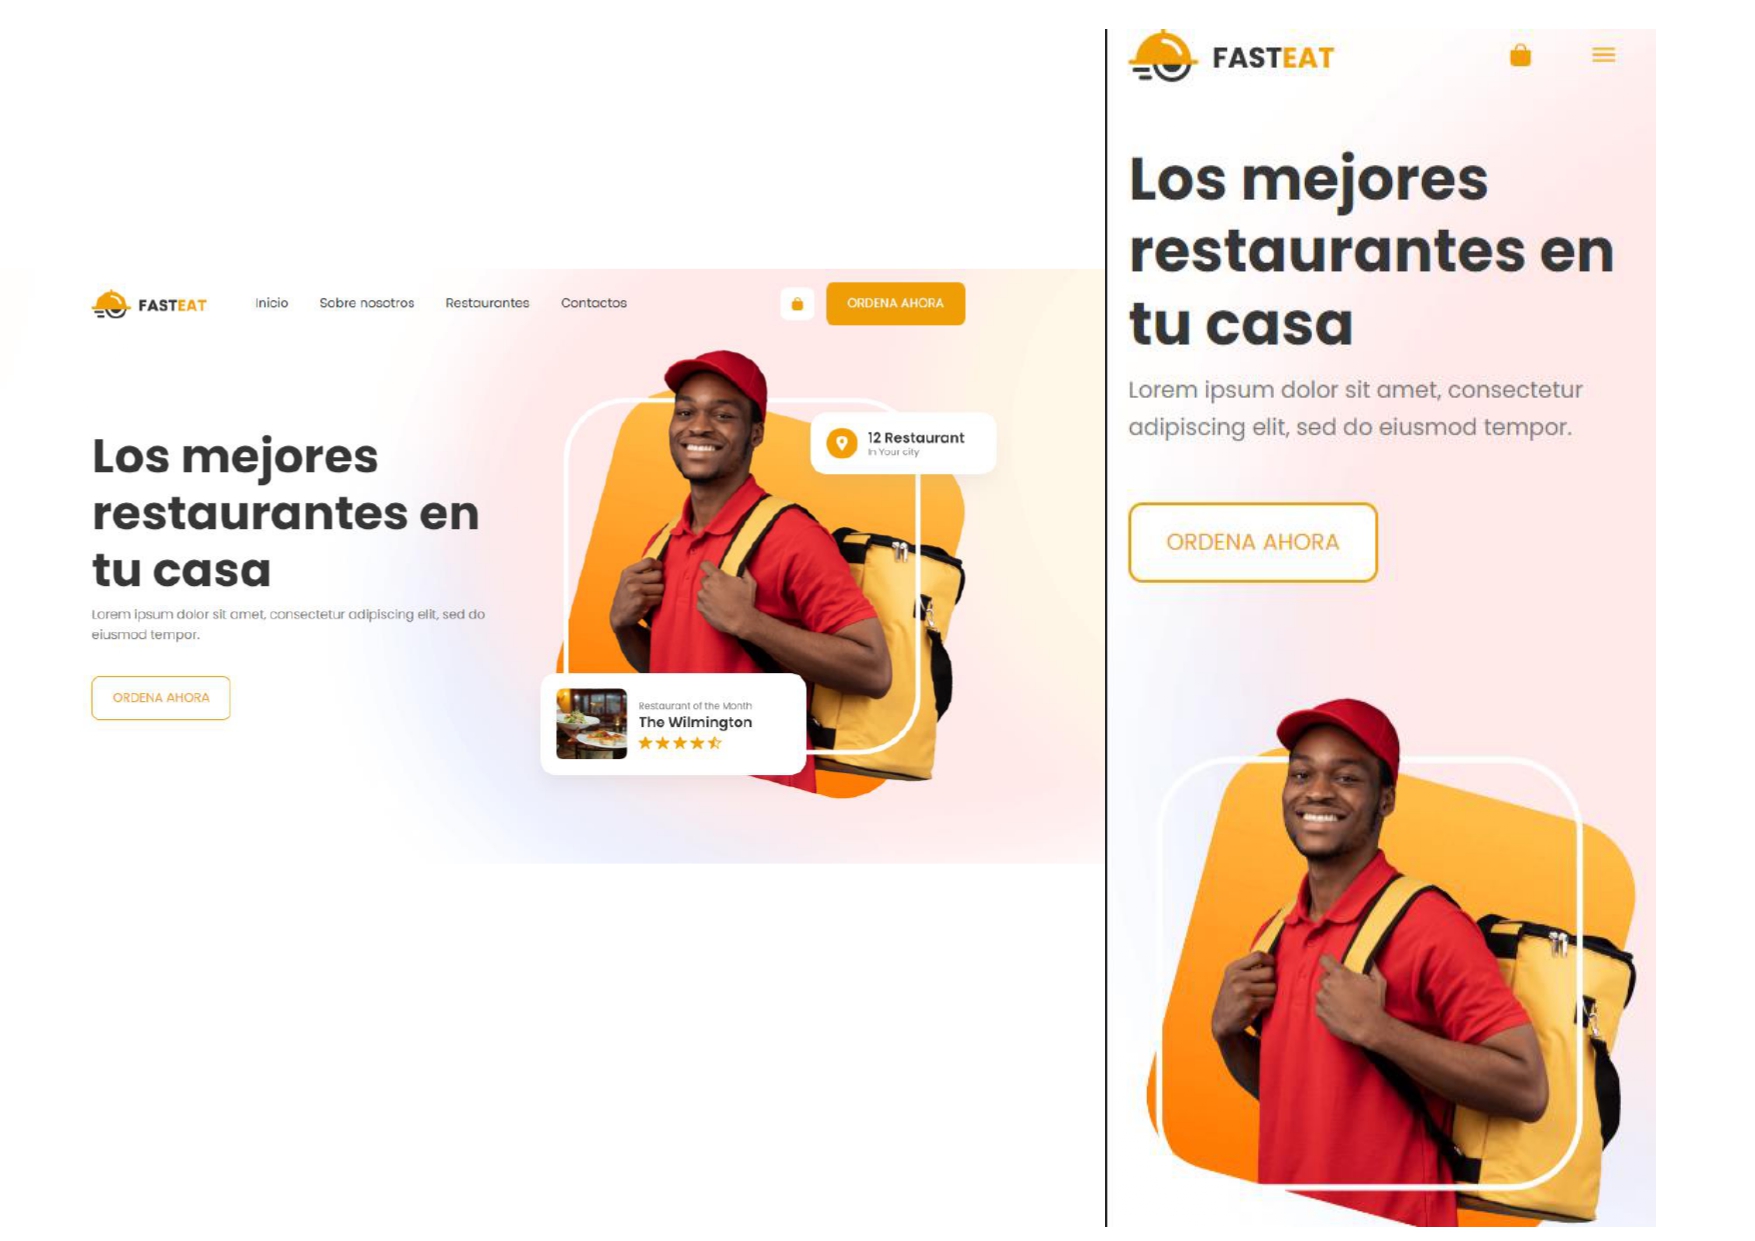 FASTEAT
Inicio
Sobre nosotros
Restaurantes
Contactos
ORDENA AHORA
Los mejores
restaurantes en
tu casa
Lorem ipsum dolor sit amet, consectetur adipiscing elit, sed do
eiusmod tempor.
ORDENA AHORA
12 Restaurant
In Your city
Restaurant of the Month
The Wilmington
FASTEAT
Los mejores
restaurantes en
tu casa
Lorem ipsum dolor sit amet, consectetur
adipiscing elit, sed do eiusmod tempor.
ORDENA AHORA